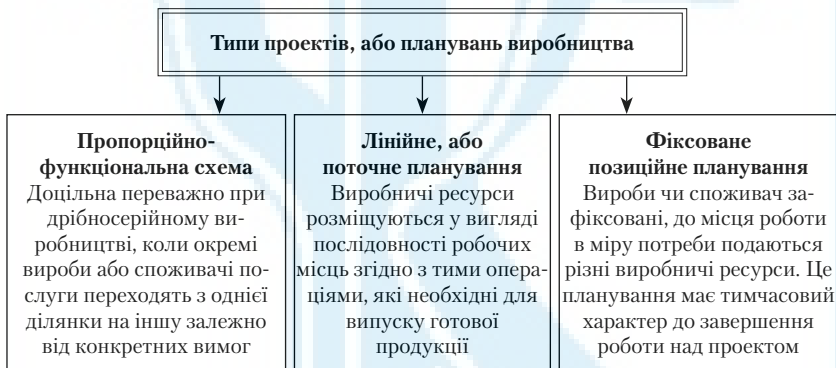 Типи проектів, або планувань виробництва
Пропорційно-
функціональна схема
Доцільна переважно при
дрібносерійному ви-
робництві, коли окремі
вироби або споживачі по-
слуги переходять з однієї
ділянки на іншу залежно
від конкретних вимог
Лінійне, або
поточне планування
Виробничі ресурси
розміщуються у вигляді
послідовності робочих
місць згідно з тими опера-
ціями, які необхідні для
випуску готової
продукції
Фіксоване
позиційне планування
Вироби чи споживач за-
фіксовані, до місця роботи
в міру потреби подаються
різні виробничі ресурси. Це
планування має тимчасовий
характер до завершення
роботи над проектом